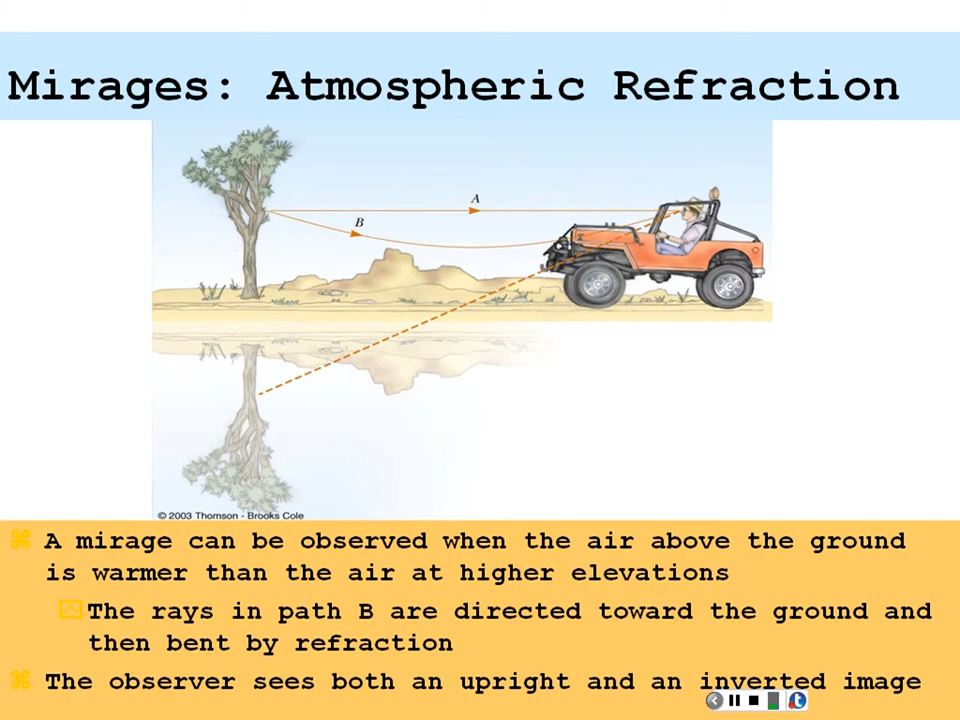 Mirages: Atmospheric Refraction
A
B
© 2003 Thomson - Brooks Cole
A mirage can be observed when the air above the ground
is warmer than the air at higher elevations
The rays in path B are directed toward the ground and
then bent by refraction
The observer sees both an upright and an inverted image